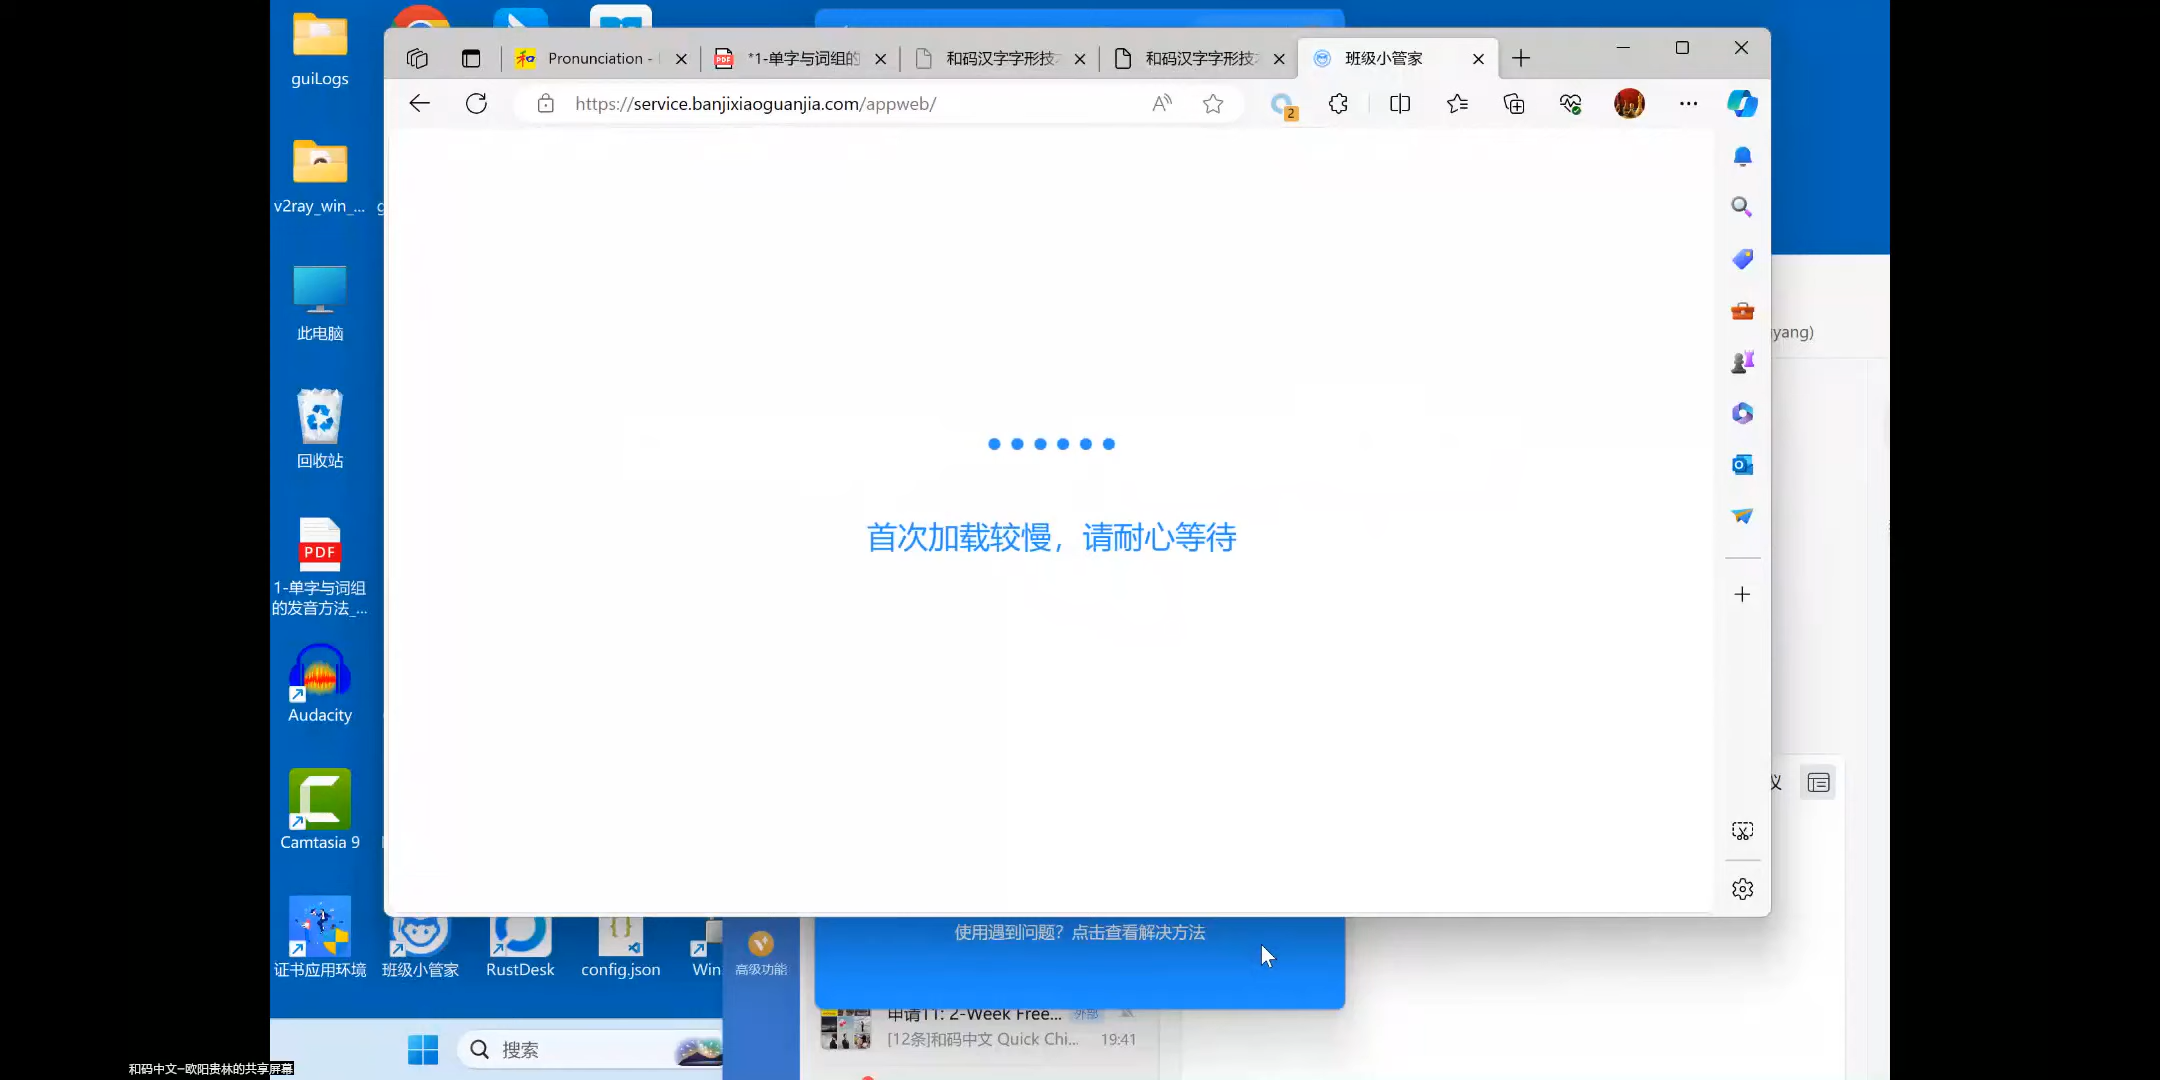 guiLogs
v2ray_win_...
此电脑
回收站
PDF
1-单字与词组
的发音方法_...
Audacity
Camtasia 9
证书应用环境
班级小管家
RustDesk
config.json
Win
Pronunciation -
*1-单字与词组的
和码汉字字形技
和码汉字字形技
班级小管家
https://service.banjixiaoguanjia.com/appweb/
2
首次加载较慢，请耐心等待
yang)
议
使用遇到问题？点击查看解决方法
高级功能
申请11: 2-Week Free... 外部
[12条]和码中文 Quick Chi... 19:41
搜索
和码中文-欧阳贵林的共享屏幕